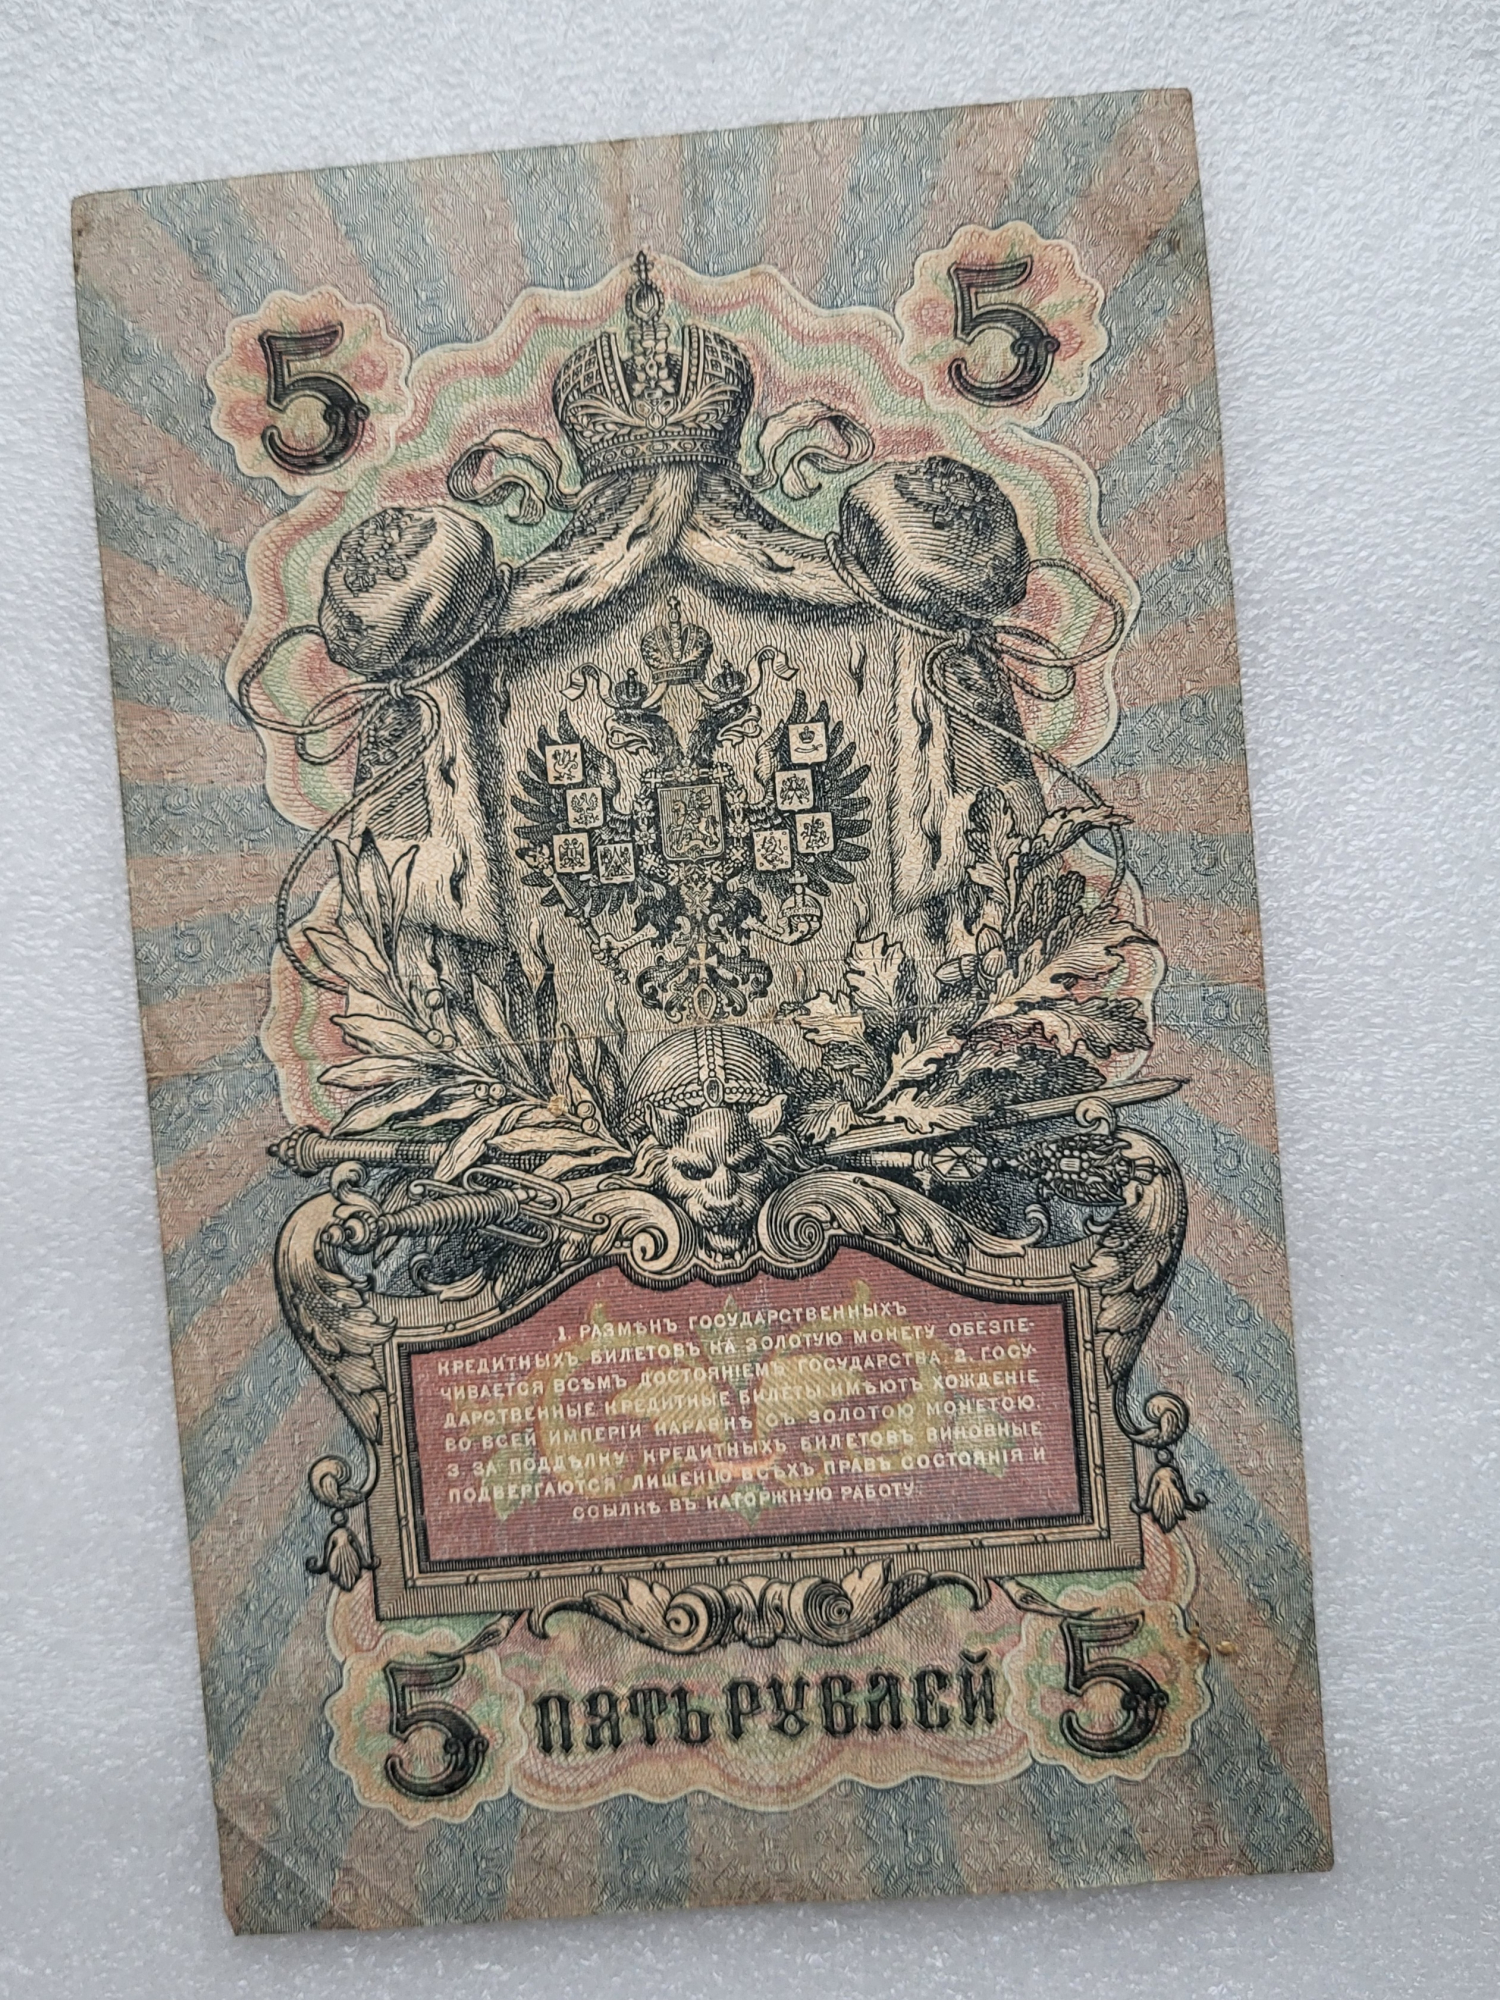 5
5
1. РАЗМѢНЪ ГОСУДАРСТВЕННЫХЪ
КРЕДИТНЫХЪ БИЛЕТОВЪ НА ЗОЛОТУЮ МОНЕТУ ОБЕЗПЕ-
ЧИВАЕТСЯ ВСѢМЪ ДОСТОЯНІЕМЪ ГОСУДАРСТВА. 2. ГОСУ-
ДАРСТВЕННЫЕ КРЕДИТНЫЕ БИЛЕТЫ ИМѢЮТЪ ХОЖДЕНІЕ
ВО ВСЕЙ ИМПЕРІИ НАРАВНѢ СЪ ЗОЛОТОЮ МОНЕТОЮ.
3. ЗА ПОДДѢЛКУ КРЕДИТНЫХЪ БИЛЕТОВЪ ВИНОВНЫЕ
ПОДВЕРГАЮТСЯ ЛИШЕНІЮ ВСѢХЪ ПРАВЪ СОСТОЯНІЯ И
ССЫЛКѢ ВЪ КАТОРЖНУЮ РАБОТУ.
5 ПЯТЬ РУБЛЕЙ 5